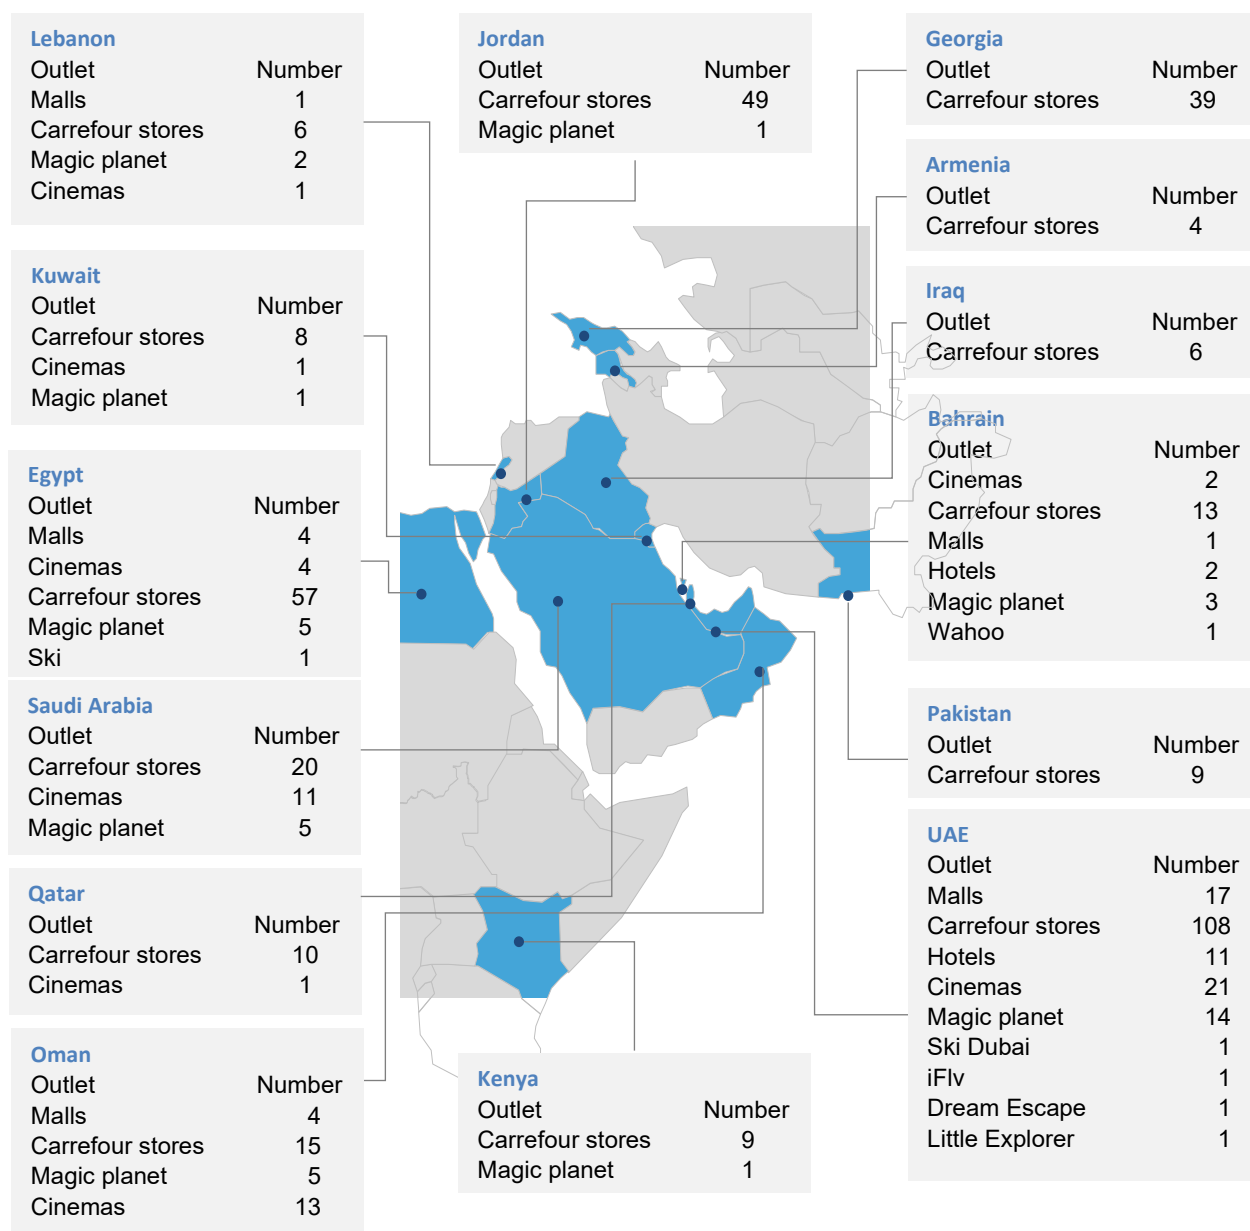 Lebanon
Outlet Number
Malls 1
Carrefour stores 6
Magic planet 2
Cinemas 1
Kuwait
Outlet Number
Carrefour stores 8
Cinemas 1
Magic planet 1
Egypt
Outlet Number
Malls 4
Cinemas 4
Carrefour stores 57
Magic planet 5
Ski 1
Saudi Arabia
Outlet Number
Carrefour stores 20
Cinemas 11
Magic planet 5
Qatar
Outlet Number
Carrefour stores 10
Cinemas 1
Oman
Outlet Number
Malls 4
Carrefour stores 15
Magic planet 5
Cinemas 13
Jordan
Outlet Number
Carrefour stores 49
Magic planet 1
Kenya
Outlet Number
Carrefour stores 9
Magic planet 1
Georgia
Outlet Number
Carrefour stores 39
Armenia
Outlet Number
Carrefour stores 4
Iraq
Outlet Number
Carrefour stores 6
Bahrain
Outlet Number
Cinemas 2
Carrefour stores 13
Malls 1
Hotels 2
Magic planet 3
Wahoo 1
Pakistan
Outlet Number
Carrefour stores 9
UAE
Outlet Number
Malls 17
Carrefour stores 108
Hotels 11
Cinemas 21
Magic planet 14
Ski Dubai 1
iFlv 1
Dream Escape 1
Little Explorer 1